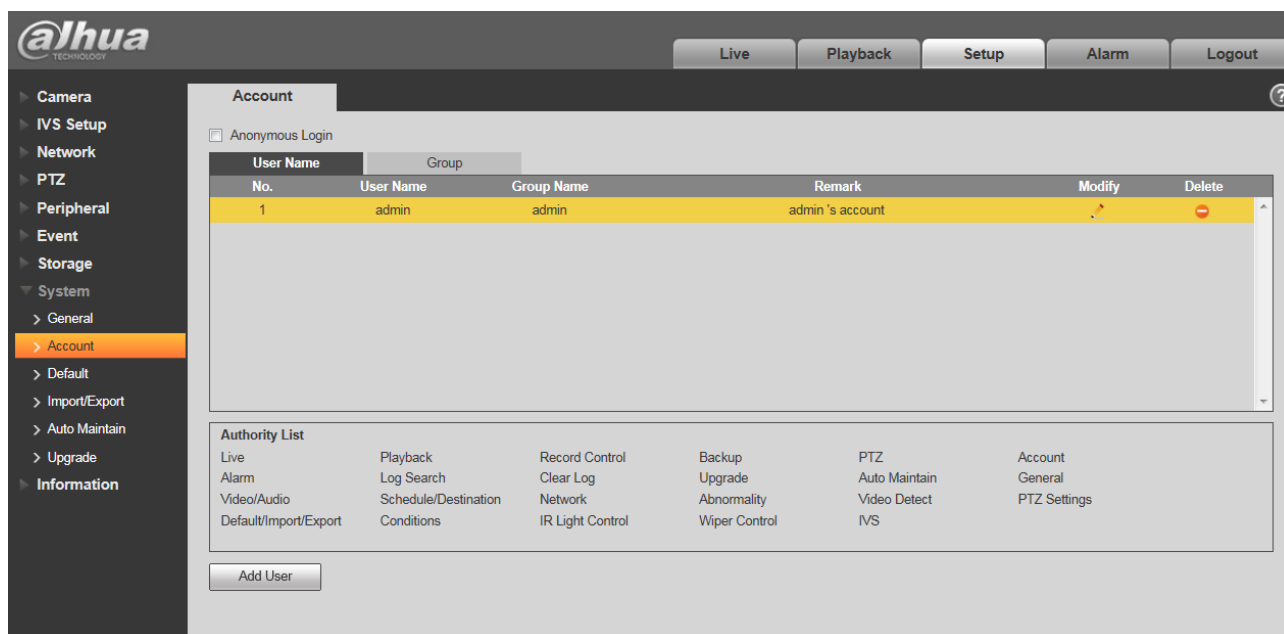 alhua
TECHNOLOGY
Live Playback Setup Alarm Logout
Camera
IVS Setup
Network
PTZ
Peripheral
Event
Storage
System
General
Account
Default
Import/Export
Auto Maintain
Upgrade
Information
Account ?
Anonymous Login
User Name Group
No. User Name Group Name Remark Modify Delete
1 admin admin admin 's account
Authority List
Live Playback Record Control Backup PTZ Account
Alarm Log Search Clear Log Upgrade Auto Maintain General
Video/Audio Schedule/Destination Network Abnormality Video Detect PTZ Settings
Default/Import/Export Conditions IR Light Control Wiper Control IVS
Add User